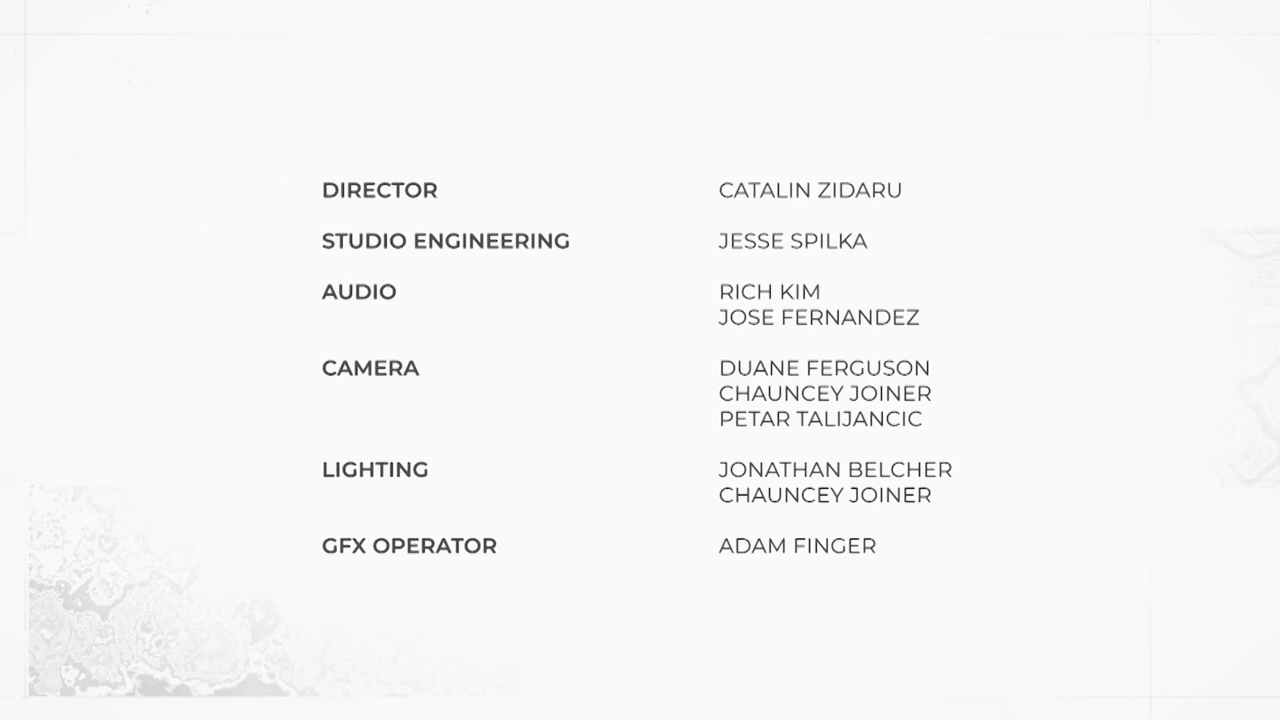 DIRECTOR CATALIN ZIDARU
STUDIO ENGINEERING JESSE SPILKA
AUDIO RICH KIM
JOSE FERNANDEZ
CAMERA DUANE FERGUSON
CHAUNCEY JOINER
PETAR TALIJANCIC
LIGHTING JONATHAN BELCHER
CHAUNCEY JOINER
GFX OPERATOR ADAM FINGER